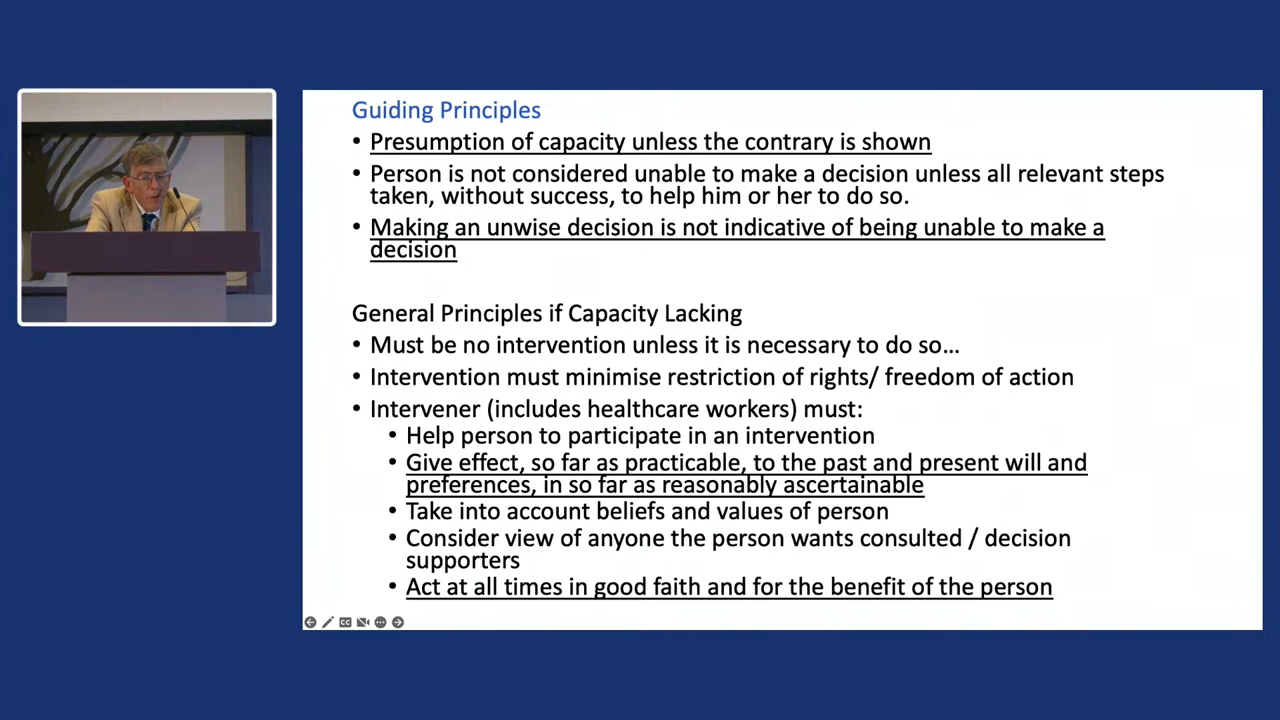 Guiding Principles
• Presumption of capacity unless the contrary is shown
• Person is not considered unable to make a decision unless all relevant steps
taken, without success, to help him or her to do so.
• Making an unwise decision is not indicative of being unable to make a
decision
General Principles if Capacity Lacking
• Must be no intervention unless it is necessary to do so…
• Intervention must minimise restriction of rights/ freedom of action
• Intervener (includes healthcare workers) must:
• Help person to participate in an intervention
• Give effect, so far as practicable, to the past and present will and
preferences, in so far as reasonably ascertainable
• Take into account beliefs and values of person
• Consider view of anyone the person wants consulted / decision
supporters
• Act at all times in good faith and for the benefit of the person
CC